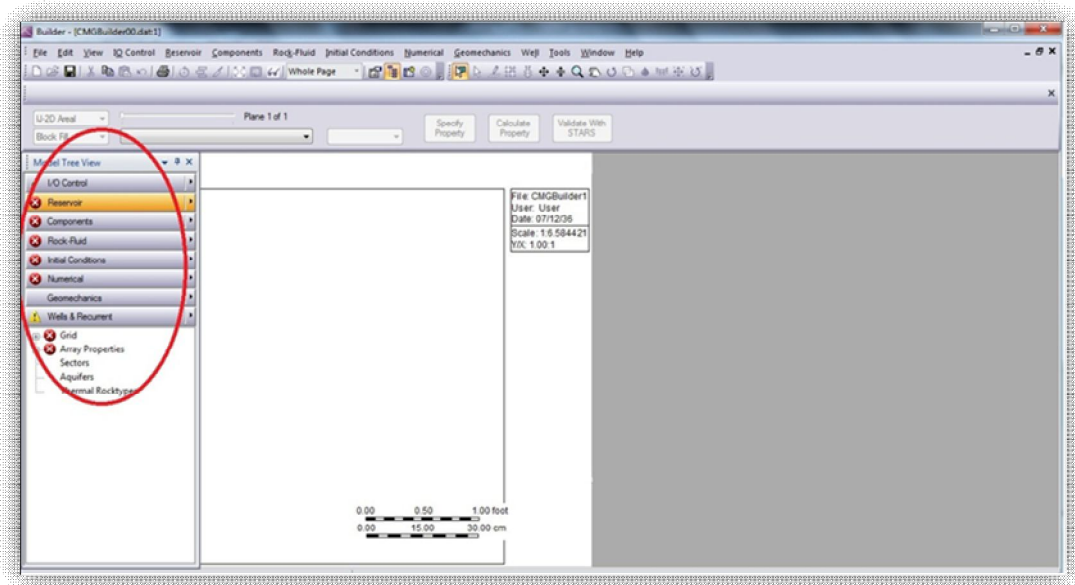 Builder - [CMGBuilder00.dat:1]
File Edit View IO Control Reservoir Components Rock-Fluid Initial Conditions Numerical Geomechanics Well Tools Window Help
Whole Page
U-2D Areal
Plane 1 of 1
Block Fill
Specify Property
Calculate Property
Validate With STARS
Model Tree View
I/O Control
Reservoir
Components
Rock-Fluid
Initial Conditions
Numerical
Geomechanics
Wells & Recurrent
Grid
Array Properties
Sectors
Aquifers
Thermal Rocktypes
File: CMGBuilder1
User: User
Date: 07/12/36
Scale: 1:6.584421
Y/X: 1.00:1
0.00 0.50 1.00 foot
0.00 15.00 30.00 cm